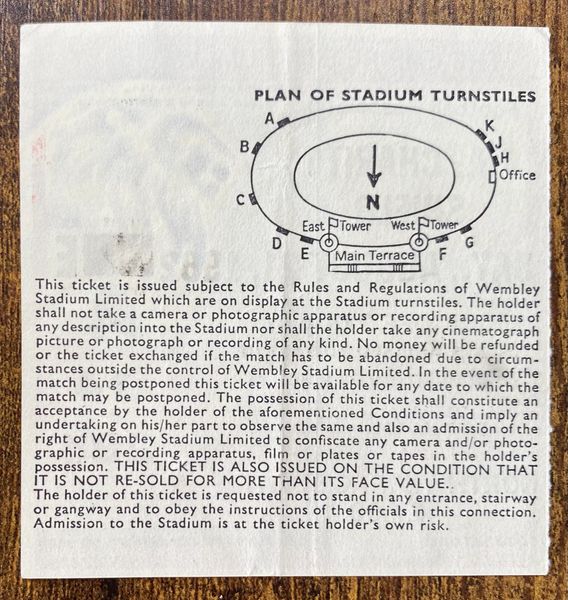 PLAN OF STADIUM TURNSTILES
A
K
B
J
H
Office
C
N
East Tower
West Tower
D
E
Main Terrace
F
G
This ticket is issued subject to the Rules and Regulations of Wembley
Stadium Limited which are on display at the Stadium turnstiles. The holder
shall not take a camera or photographic apparatus or recording apparatus of
any description into the Stadium nor shall the holder take any cinematograph
picture or photograph or recording of any kind. No money will be refunded
or the ticket exchanged if the match has to be abandoned due to circum-
stances outside the control of Wembley Stadium Limited. In the event of the
match being postponed this ticket will be available for any date to which the
match may be postponed. The possession of this ticket shall constitute an
acceptance by the holder of the aforementioned Conditions and imply an
undertaking on his/her part to observe the same and also an admission of the
right of Wembley Stadium Limited to confiscate any camera and/or photo-
graphic or recording apparatus, film or plates or tapes in the holder's
possession. THIS TICKET IS ALSO ISSUED ON THE CONDITION THAT
IT IS NOT RE-SOLD FOR MORE THAN ITS FACE VALUE..
The holder of this ticket is requested not to stand in any entrance, stairway
or gangway and to obey the instructions of the officials in this connection.
Admission to the Stadium is at the ticket holder's own risk.